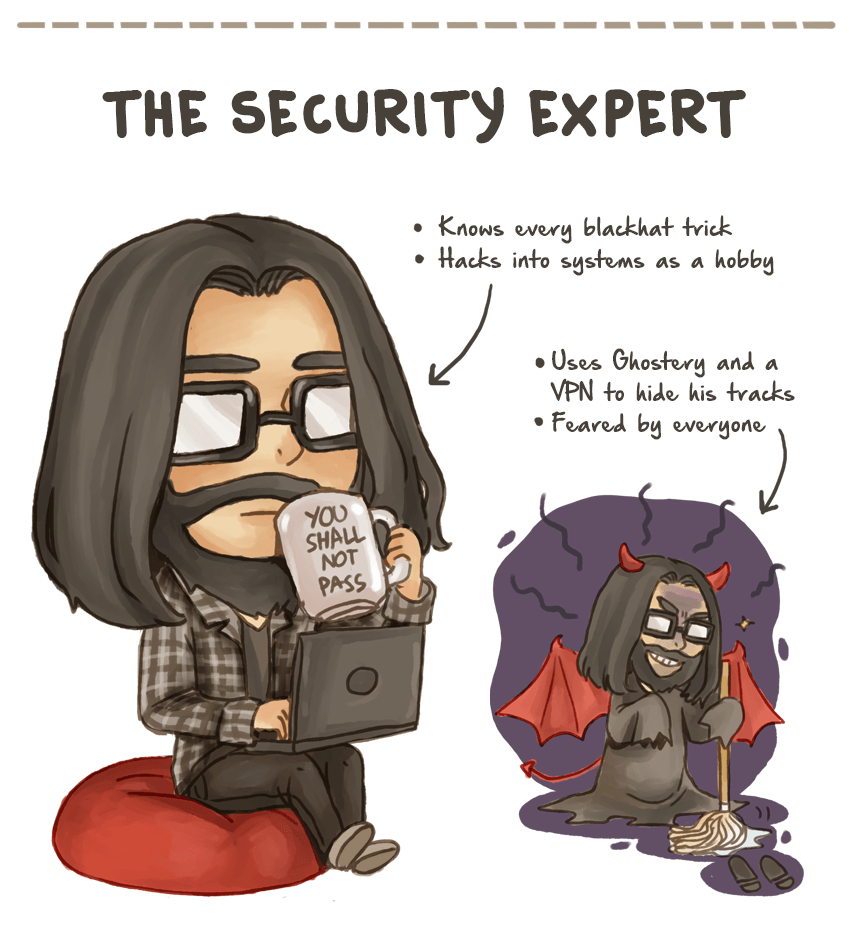 THE SECURITY EXPERT
• Knows every blackhat trick
• Hacks into systems as a hobby
• Uses Ghostery and a
VPN to hide his tracks
• Feared by everyone
YOU
SHALL
NOT
PASS